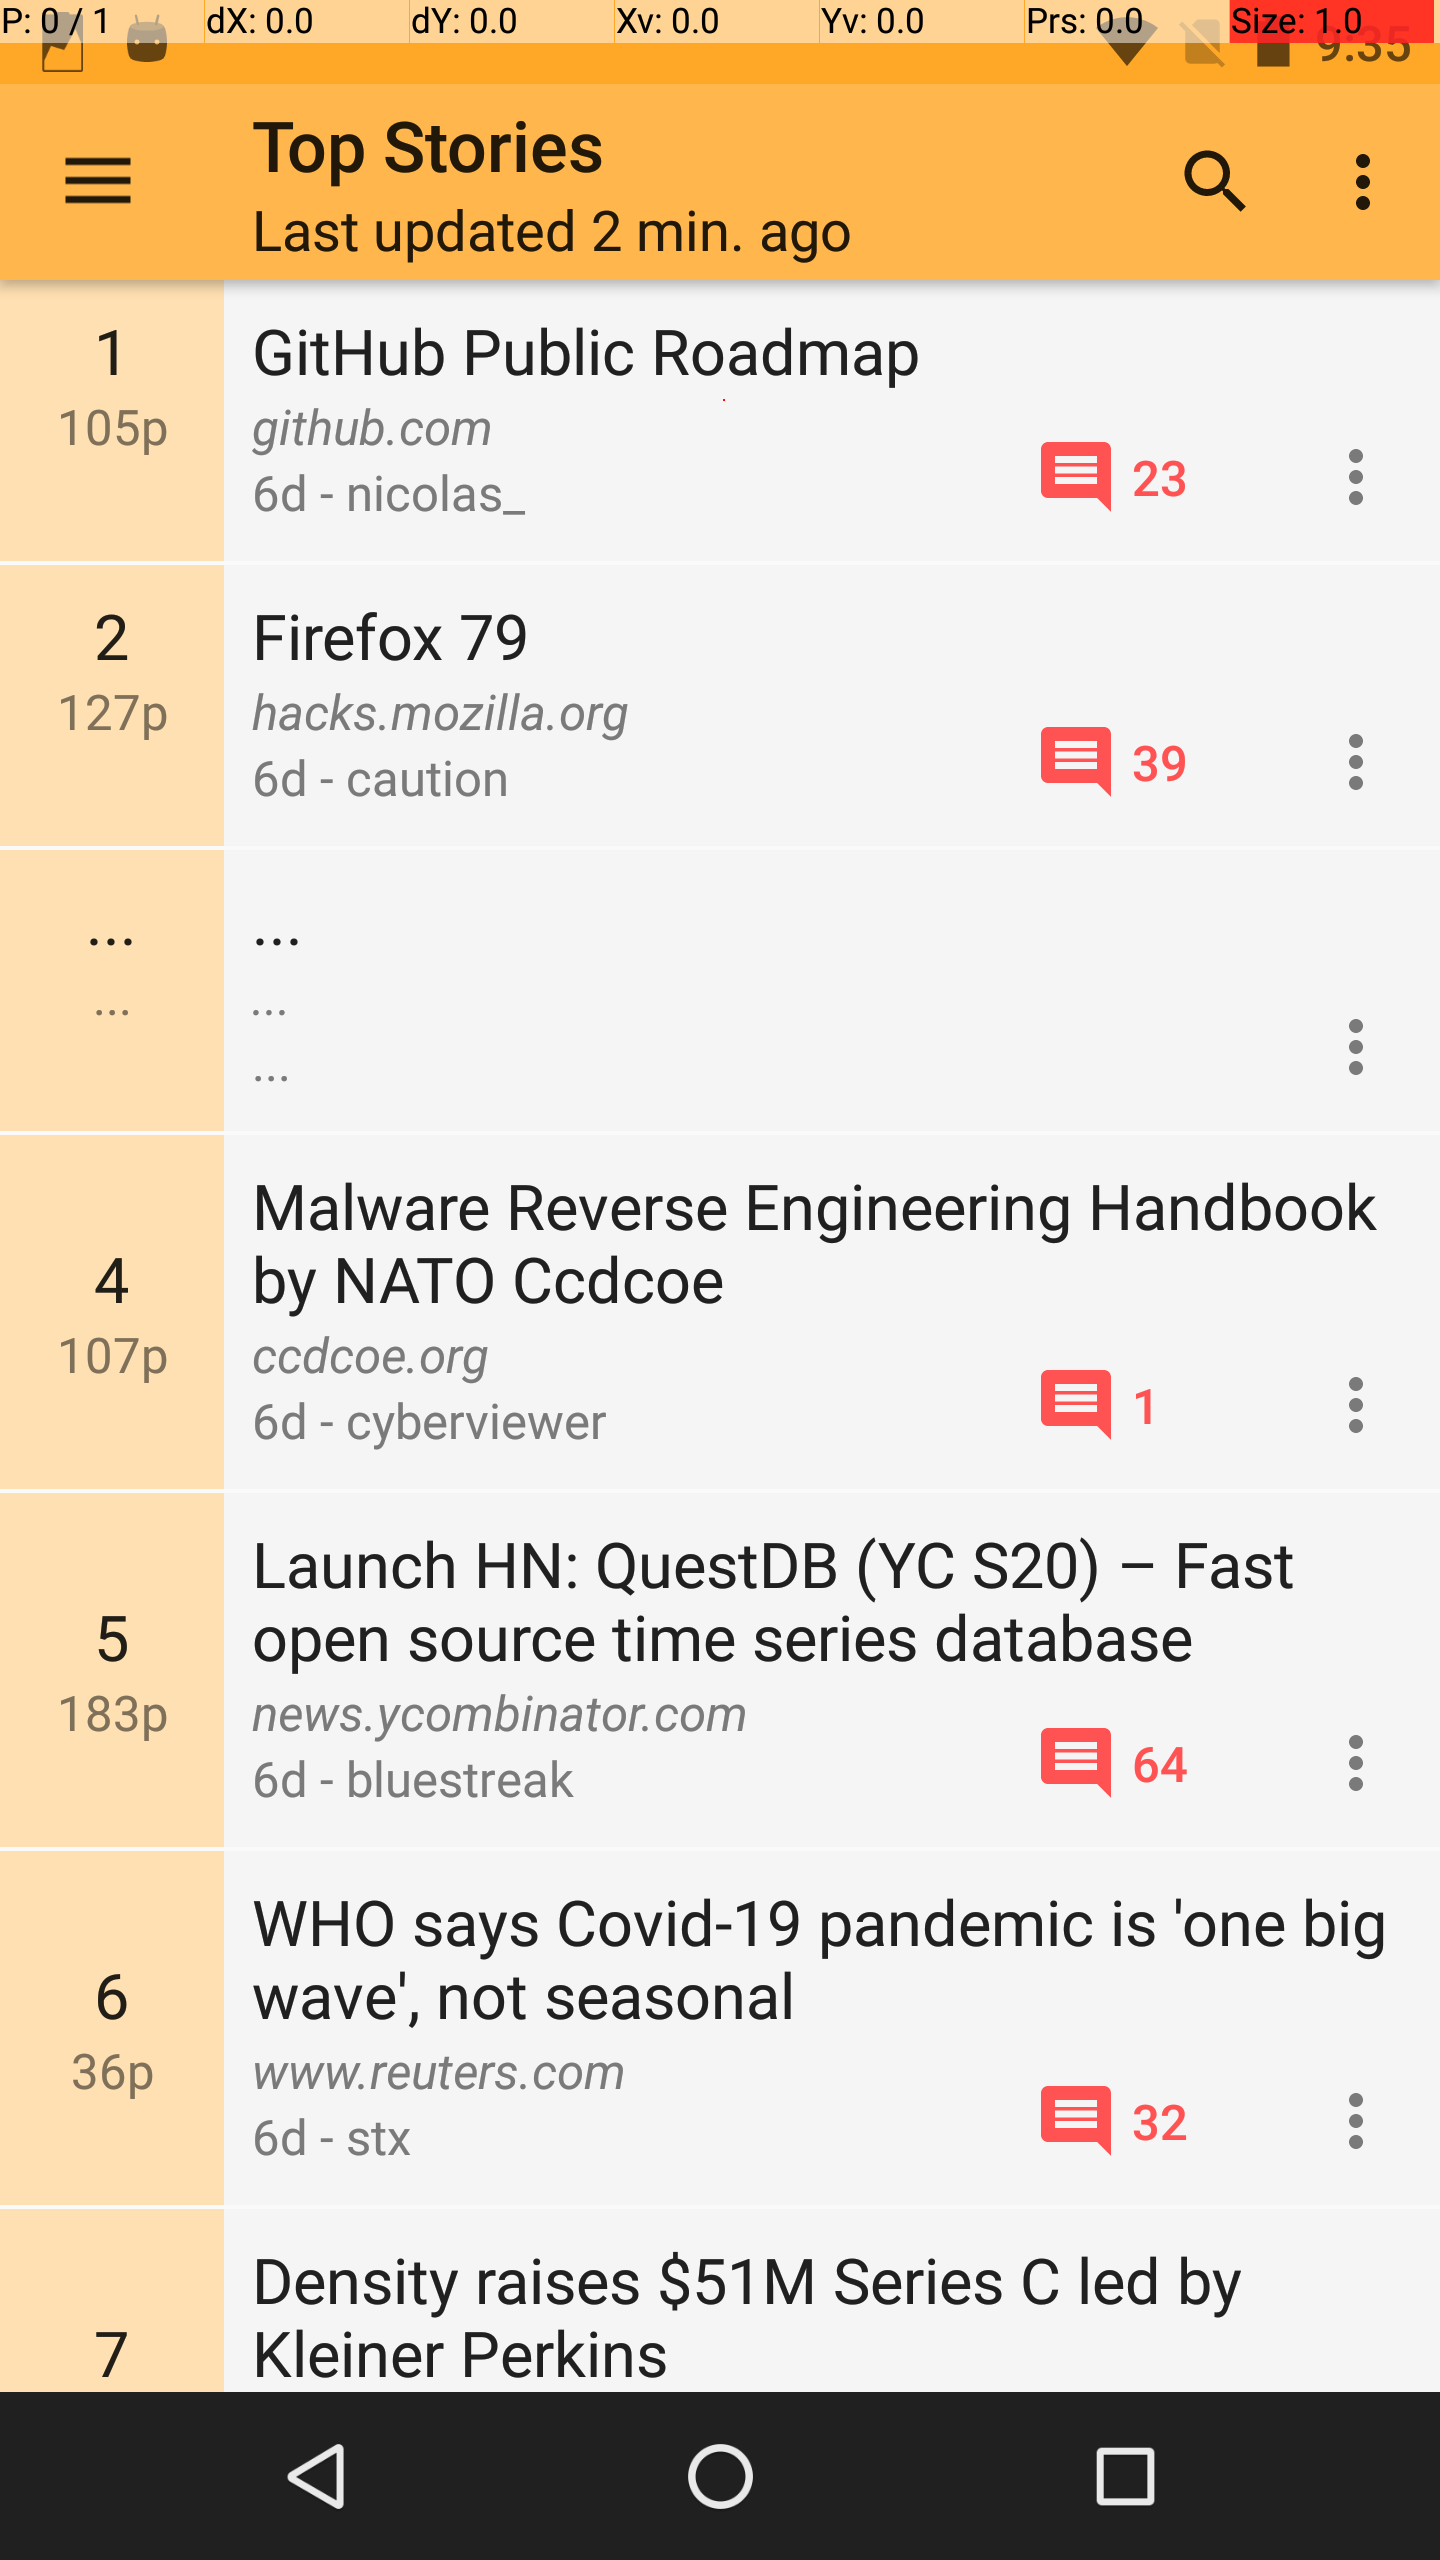 P: 0 / 1 dX: 0.0 dY: 0.0 Xv: 0.0 Yv: 0.0 Prs: 0.0 Size: 1.0
9:35
Top Stories
Last updated 2 min. ago
1
105p
GitHub Public Roadmap
github.com
6d - nicolas_
23
2
127p
Firefox 79
hacks.mozilla.org
6d - caution
39
...
...
...
...
...
4
107p
Malware Reverse Engineering Handbook
by NATO Ccdcoe
ccdcoe.org
6d - cyberviewer
1
5
183p
Launch HN: QuestDB (YC S20) – Fast
open source time series database
news.ycombinator.com
6d - bluestreak
64
6
36p
WHO says Covid-19 pandemic is 'one big
wave', not seasonal
www.reuters.com
6d - stx
32
7
Density raises $51M Series C led by
Kleiner Perkins